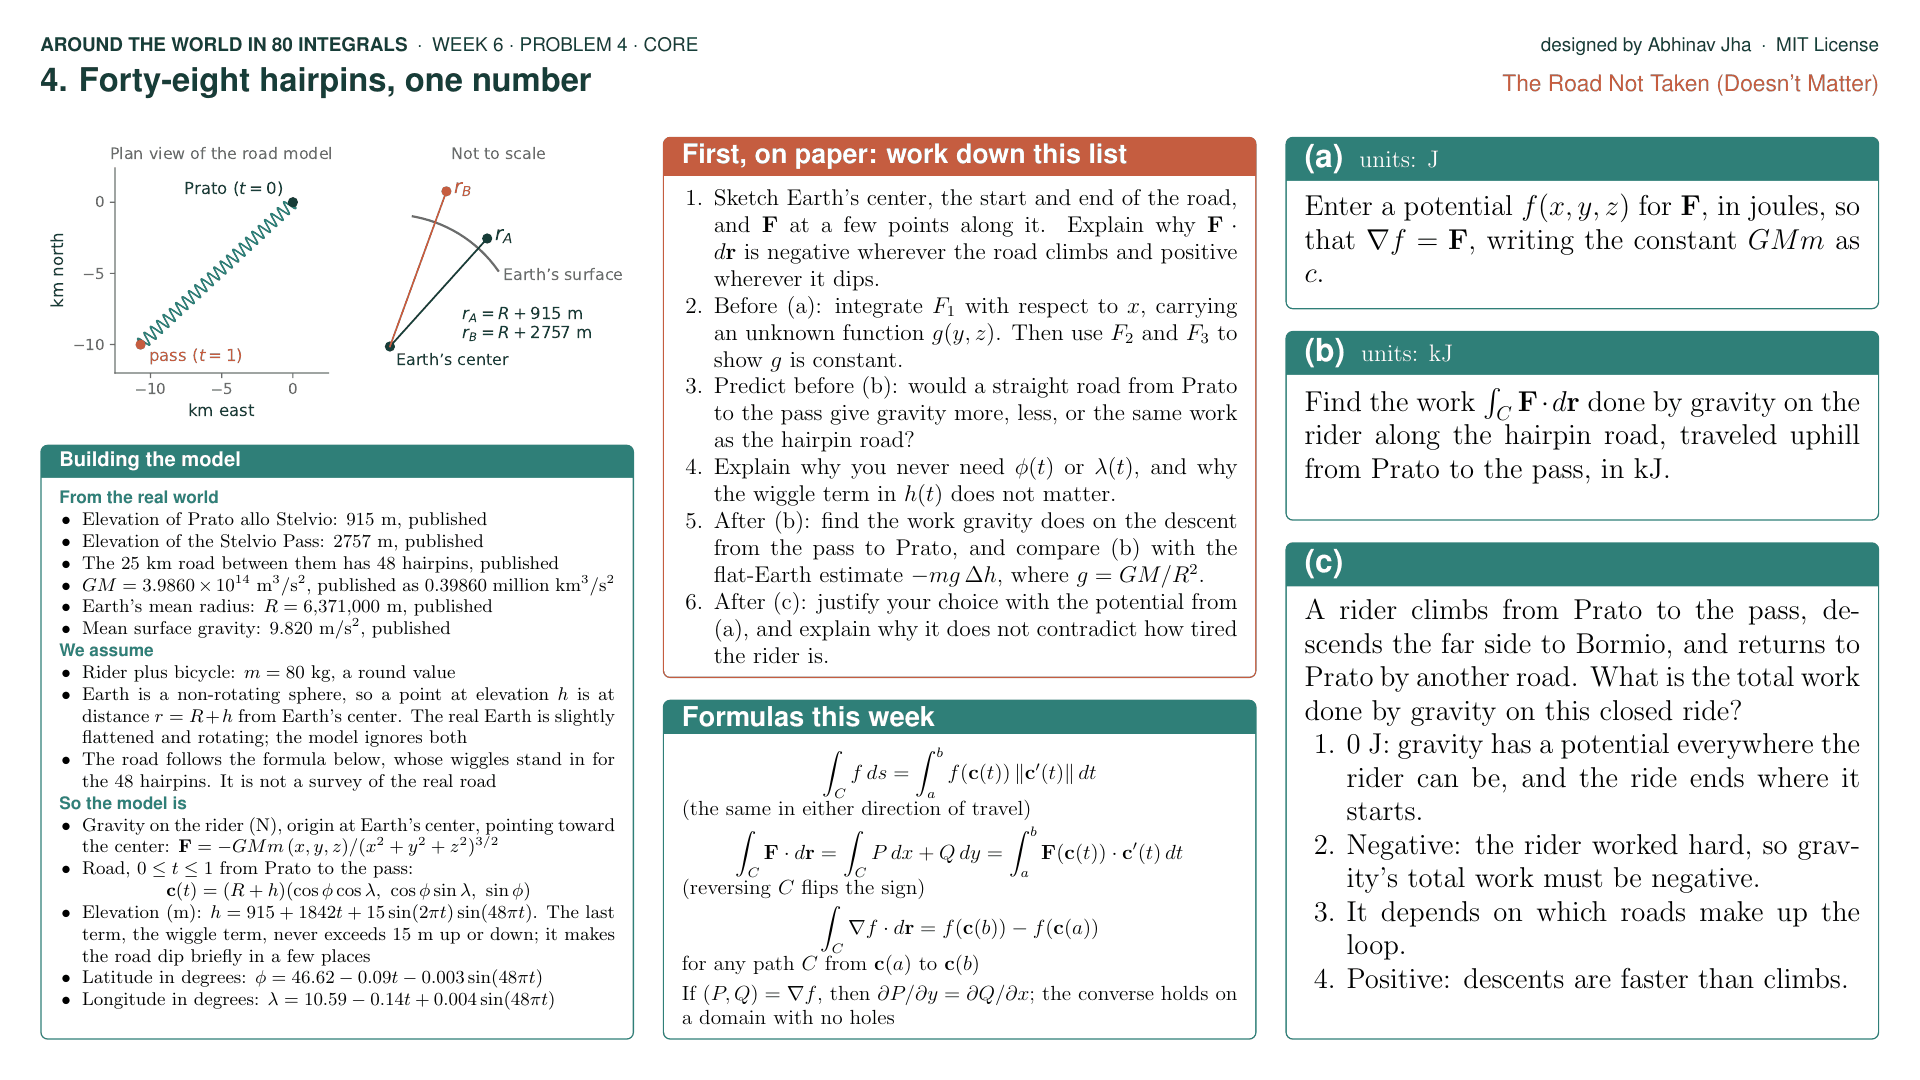 AROUND THE WORLD IN 80 INTEGRALS · WEEK 6 · PROBLEM 4 · CORE
designed by Abhinav Jha · MIT License
4. Forty-eight hairpins, one number
The Road Not Taken (Doesn't Matter)
Plan view of the road model
Prato (t = 0)
pass (t = 1)
km north
0
−5
−10
−10
−5
0
km east
Not to scale
r_B
r_A
Earth's surface
r_A = R + 915 m
r_B = R + 2757 m
Earth's center
Building the model
From the real world
• Elevation of Prato allo Stelvio: 915 m, published
• Elevation of the Stelvio Pass: 2757 m, published
• The 25 km road between them has 48 hairpins, published
• GM = 3.9860 × 10¹⁴ m³/s², published as 0.39860 million km³/s²
• Earth's mean radius: R = 6,371,000 m, published
• Mean surface gravity: 9.820 m/s², published
We assume
• Rider plus bicycle: m = 80 kg, a round value
• Earth is a non-rotating sphere, so a point at elevation h is at
distance r = R+h from Earth's center. The real Earth is slightly
flattened and rotating; the model ignores both
• The road follows the formula below, whose wiggles stand in for
the 48 hairpins. It is not a survey of the real road
So the model is
• Gravity on the rider (N), origin at Earth's center, pointing toward
the center: F = −GMm (x, y, z)/(x² + y² + z²)^{3/2}
• Road, 0 ≤ t ≤ 1 from Prato to the pass:
c(t) = (R + h)(cos ϕ cos λ, cos ϕ sin λ, sin ϕ)
• Elevation (m): h = 915 + 1842t + 15 sin(2πt) sin(48πt). The last
term, the wiggle term, never exceeds 15 m up or down; it makes
the road dip briefly in a few places
• Latitude in degrees: ϕ = 46.62 − 0.09t − 0.003 sin(48πt)
• Longitude in degrees: λ = 10.59 − 0.14t + 0.004 sin(48πt)
First, on paper: work down this list
1. Sketch Earth's center, the start and end of the road,
and F at a few points along it. Explain why F ·
dr is negative wherever the road climbs and positive
wherever it dips.
2. Before (a): integrate F₁ with respect to x, carrying
an unknown function g(y, z). Then use F₂ and F₃ to
show g is constant.
3. Predict before (b): would a straight road from Prato
to the pass give gravity more, less, or the same work
as the hairpin road?
4. Explain why you never need ϕ(t) or λ(t), and why
the wiggle term in h(t) does not matter.
5. After (b): find the work gravity does on the descent
from the pass to Prato, and compare (b) with the
flat-Earth estimate −mg Δh, where g = GM/R².
6. After (c): justify your choice with the potential from
(a), and explain why it does not contradict how tired
the rider is.
Formulas this week
∫_C f ds = ∫_a^b f(c(t)) ‖c′(t)‖ dt
(the same in either direction of travel)
∫_C F · dr = ∫_C P dx + Q dy = ∫_a^b F(c(t)) · c′(t) dt
(reversing C flips the sign)
∫_C ∇f · dr = f(c(b)) − f(c(a))
for any path C from c(a) to c(b)
If (P, Q) = ∇f, then ∂P/∂y = ∂Q/∂x; the converse holds on
a domain with no holes
(a) units: J
Enter a potential f(x, y, z) for F, in joules, so
that ∇f = F, writing the constant GMm as
c.
(b) units: kJ
Find the work ∫_C F · dr done by gravity on the
rider along the hairpin road, traveled uphill
from Prato to the pass, in kJ.
(c)
A rider climbs from Prato to the pass, de-
scends the far side to Bormio, and returns to
Prato by another road. What is the total work
done by gravity on this closed ride?
1. 0 J: gravity has a potential everywhere the
rider can be, and the ride ends where it
starts.
2. Negative: the rider worked hard, so grav-
ity's total work must be negative.
3. It depends on which roads make up the
loop.
4. Positive: descents are faster than climbs.